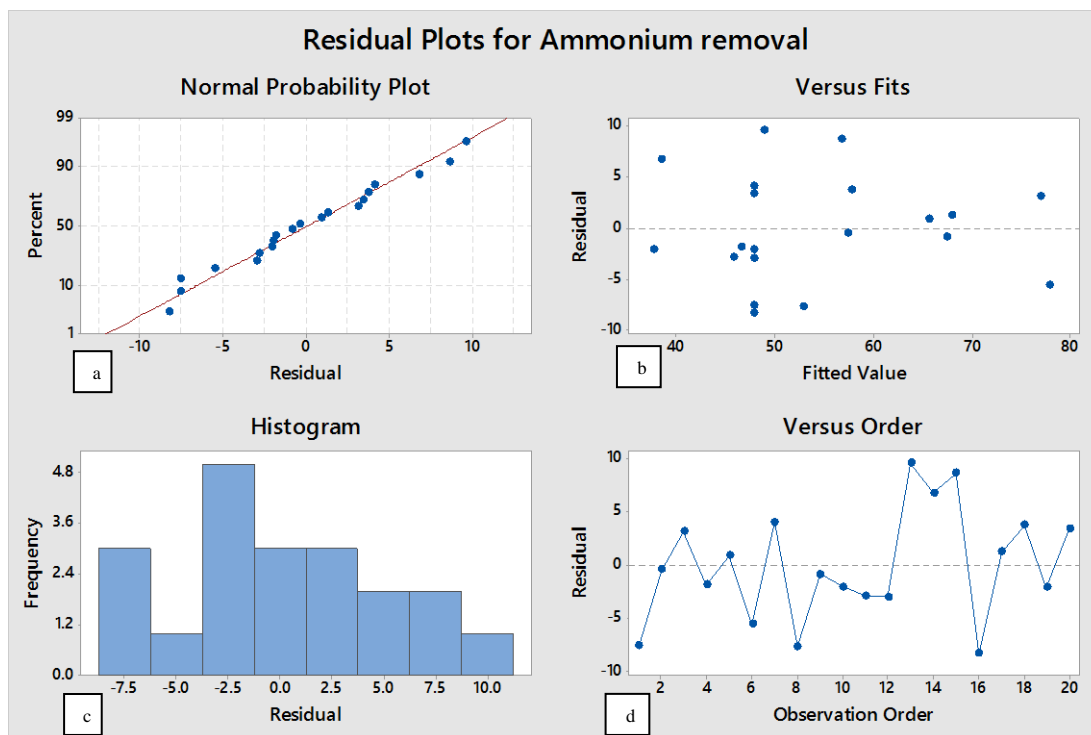 Residual Plots for Ammonium removal
Normal Probability Plot
99
90
50
10
1
Percent
-10 -5 0 5 10
Residual
a
Versus Fits
10
5
0
-5
-10
Residual
40 50 60 70 80
Fitted Value
b
Histogram
4.8
3.6
2.4
1.2
0.0
Frequency
-7.5 -5.0 -2.5 0.0 2.5 5.0 7.5 10.0
Residual
c
Versus Order
10
5
0
-5
-10
Residual
2 4 6 8 10 12 14 16 18 20
Observation Order
d